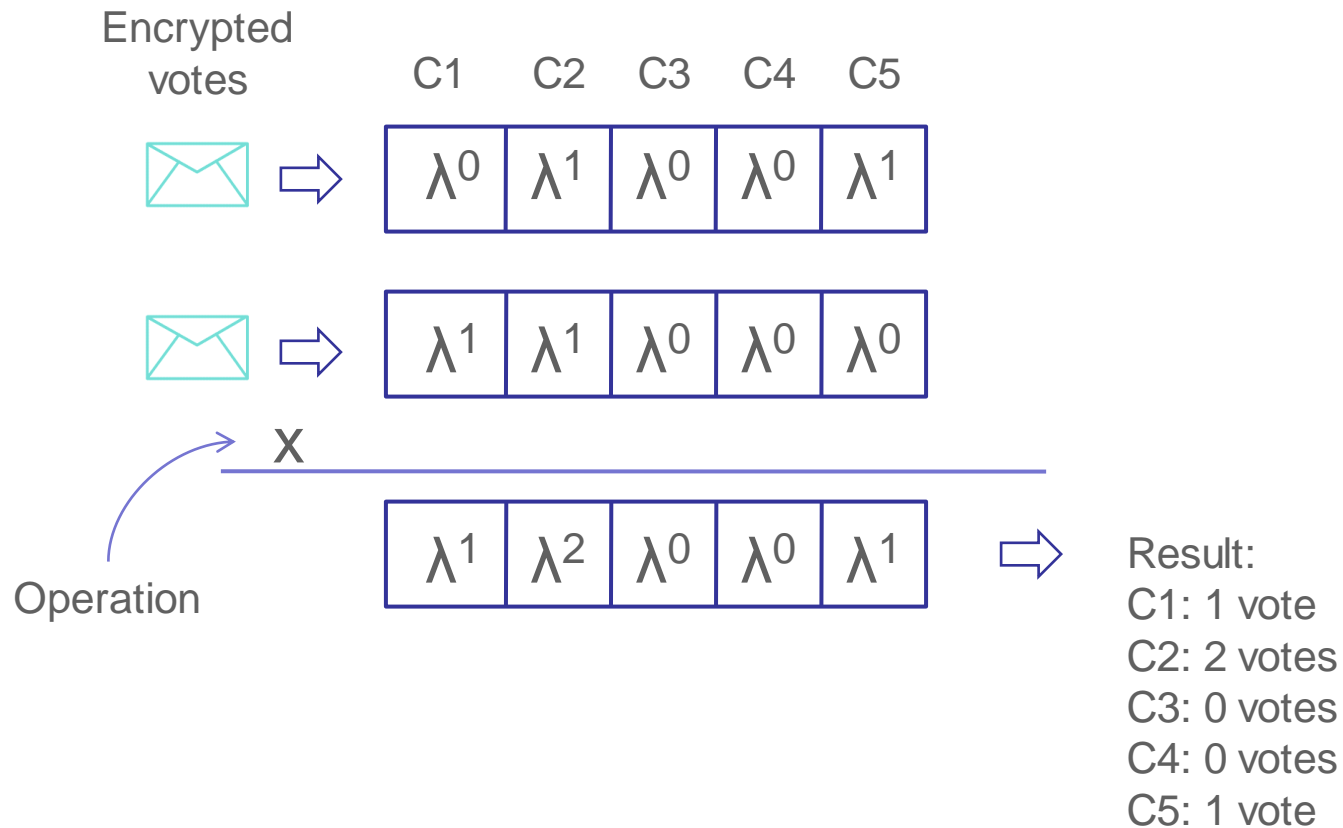 Encrypted
votes
C1 C2 C3 C4 C5
λ⁰ λ¹ λ⁰ λ⁰ λ¹
λ¹ λ¹ λ⁰ λ⁰ λ⁰
x
λ¹ λ² λ⁰ λ⁰ λ¹
Operation
Result:
C1: 1 vote
C2: 2 votes
C3: 0 votes
C4: 0 votes
C5: 1 vote